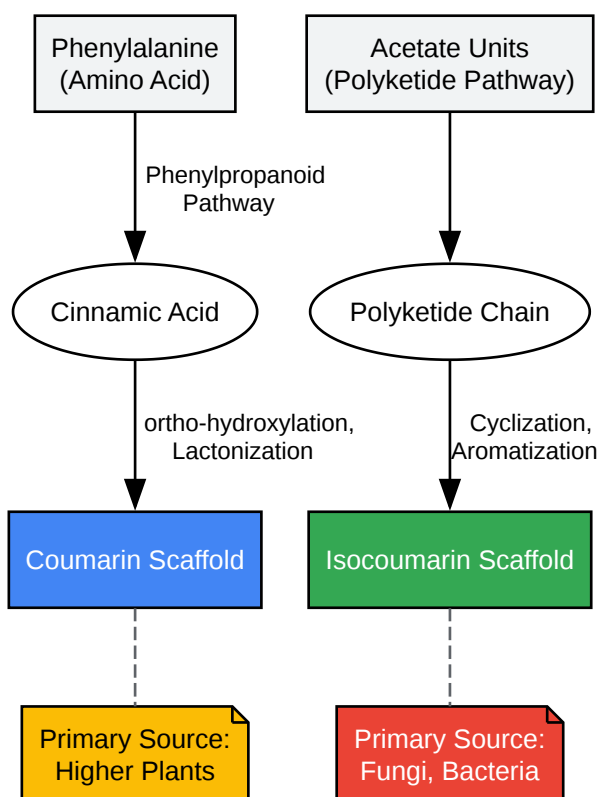 Phenylalanine
(Amino Acid)
Acetate Units
(Polyketide Pathway)
Phenylpropanoid
Pathway
Cinnamic Acid
Polyketide Chain
ortho-hydroxylation,
Lactonization
Cyclization,
Aromatization
Coumarin Scaffold
Isocoumarin Scaffold
Primary Source:
Higher Plants
Primary Source:
Fungi, Bacteria